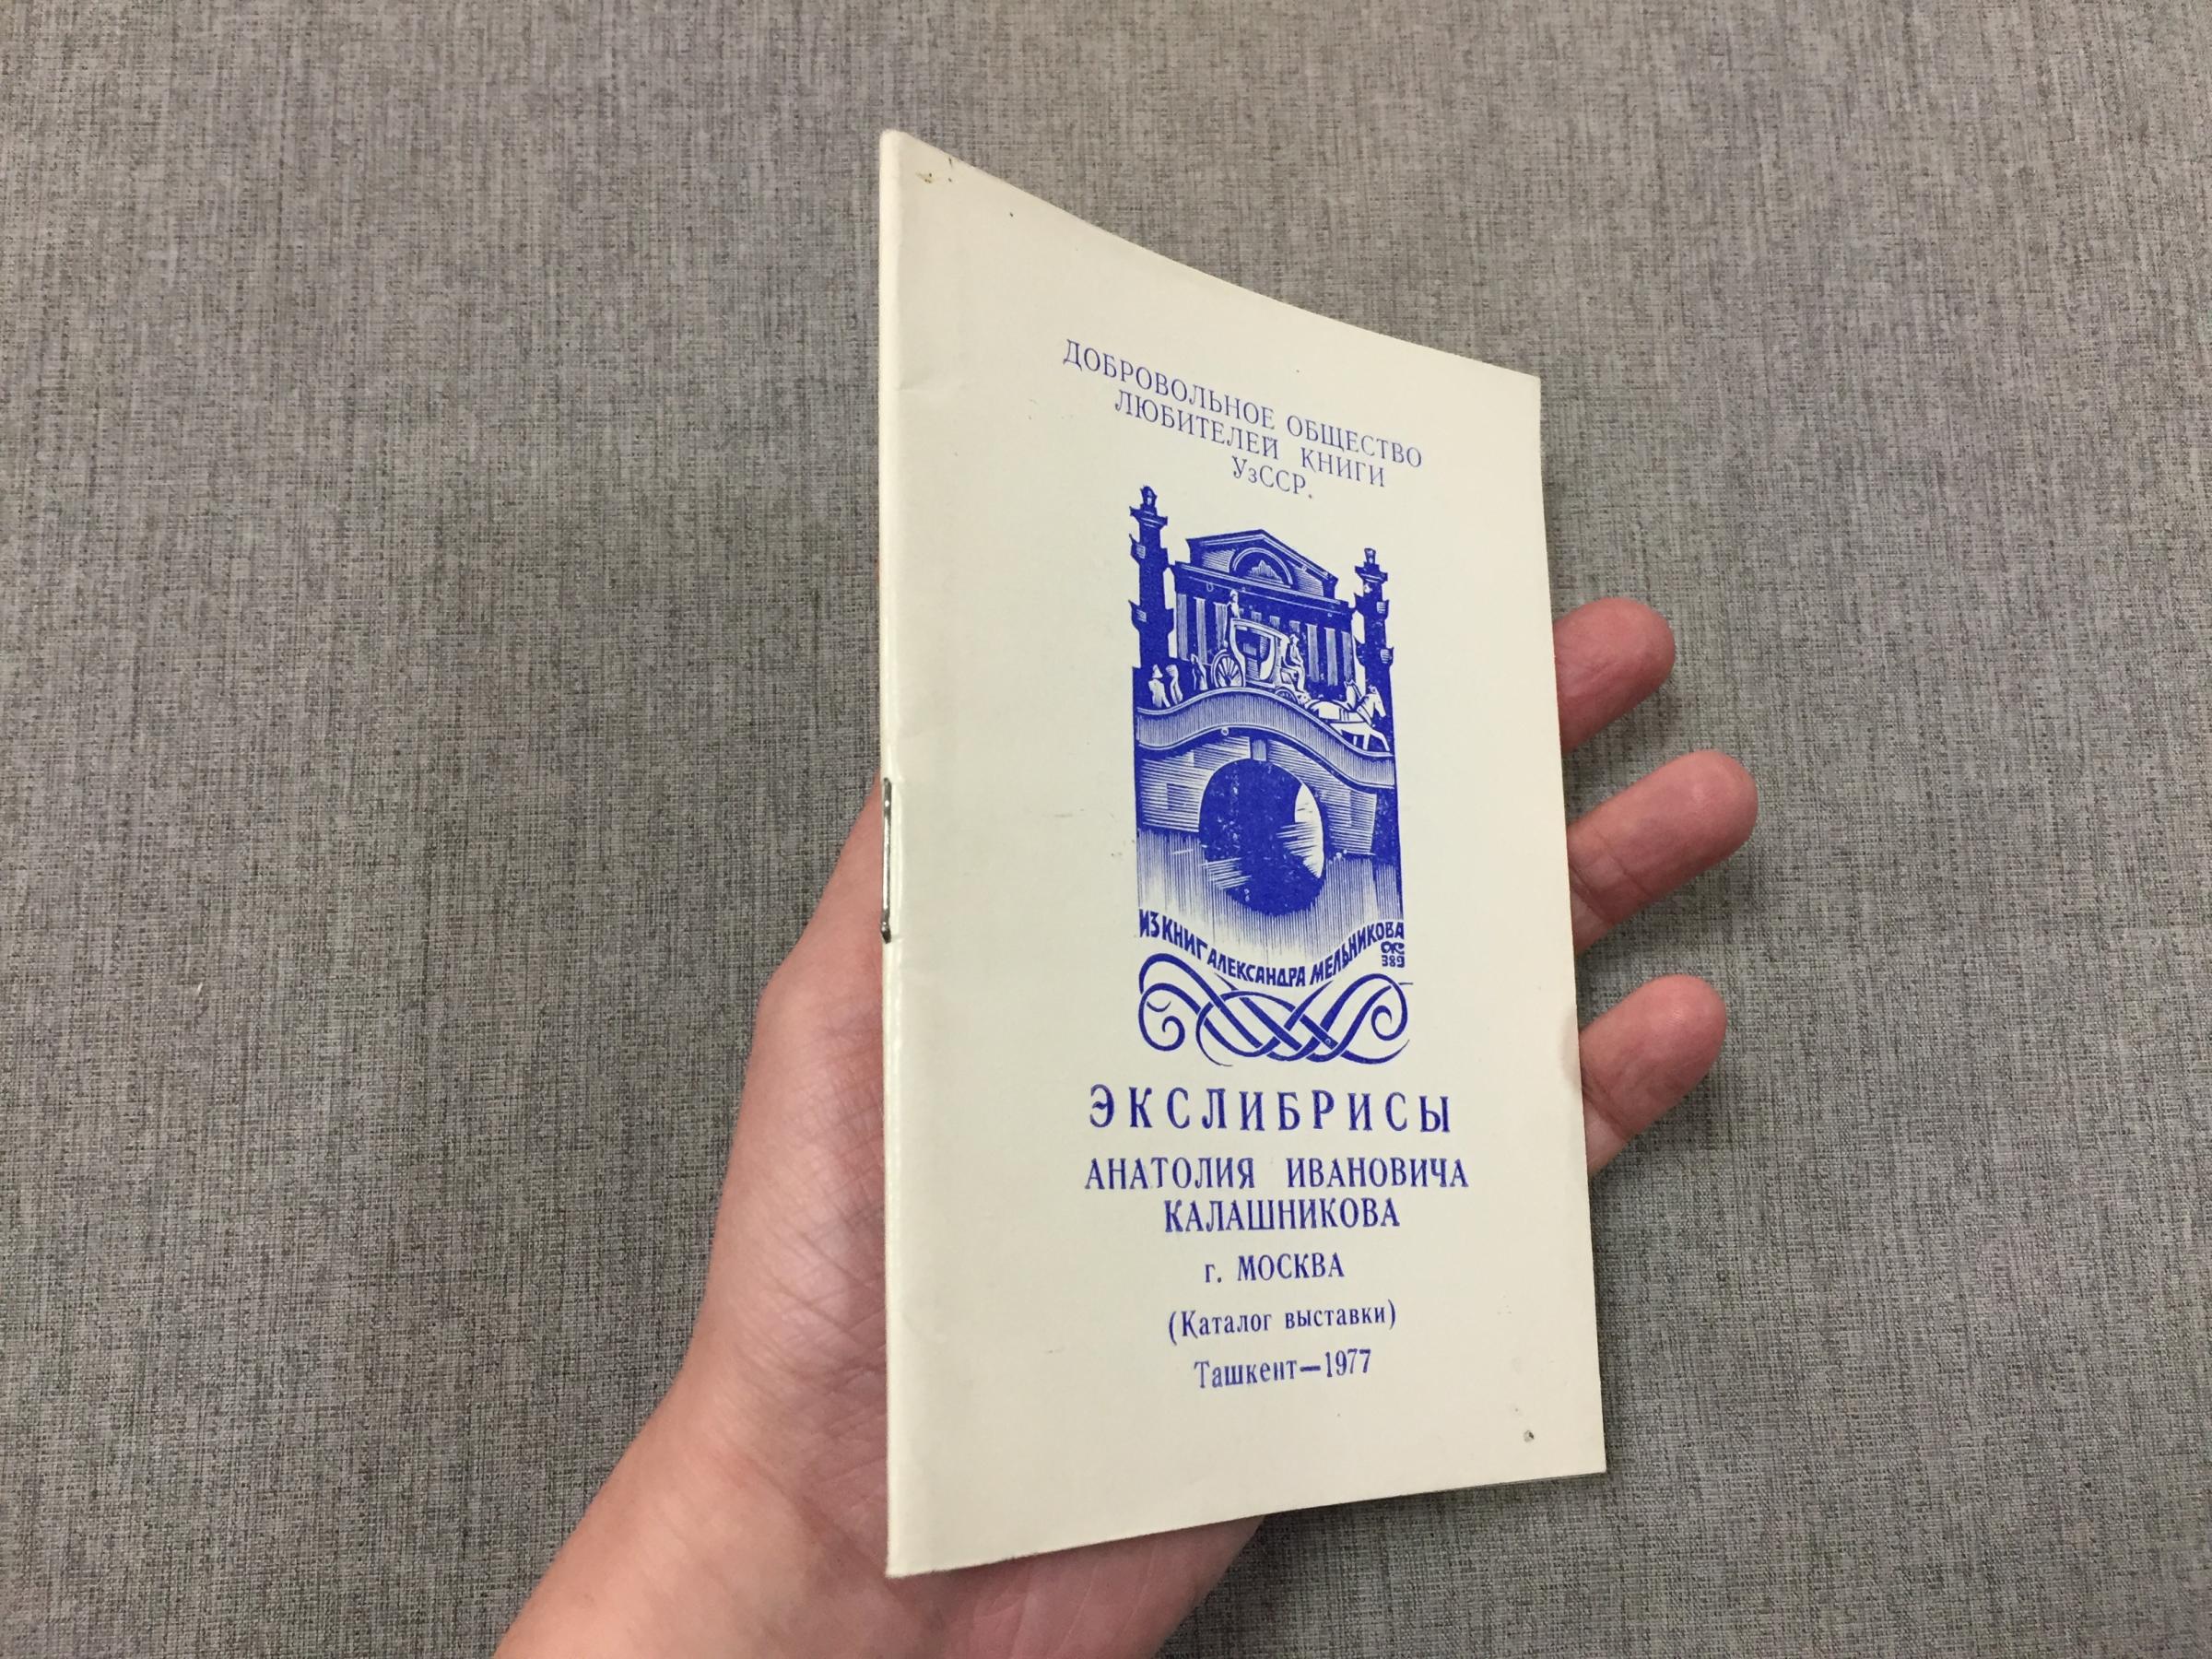 ДОБРОВОЛЬНОЕ ОБЩЕСТВО
ЛЮБИТЕЛЕЙ КНИГИ
УзССР.
ИЗ КНИГ АЛЕКСАНДРА МЕЛЬНИКОВА
389
ЭКСЛИБРИСЫ
АНАТОЛИЯ ИВАНОВИЧА
КАЛАШНИКОВА
г. МОСКВА
(Каталог выставки)
Ташкент—1977